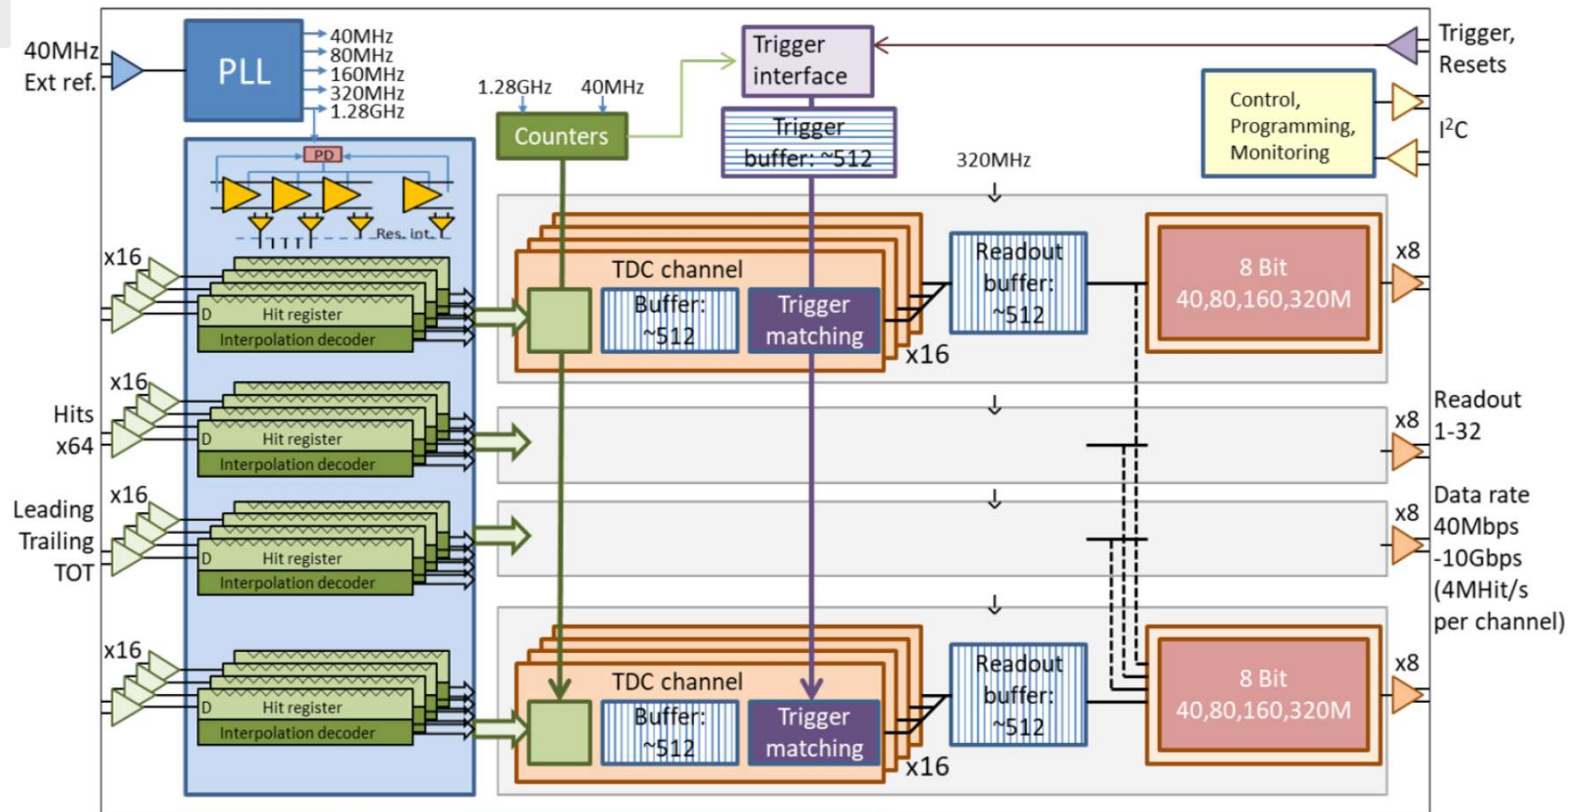 40MHz
Ext ref.
PLL
40MHz
80MHz
160MHz
320MHz
1.28GHz
1.28GHz
40MHz
Counters
Trigger
interface
Trigger
buffer: ~512
Trigger,
Resets
Control,
Programming,
Monitoring
I²C
PD
Res. int.
320MHz
x16
D
Hit register
Interpolation decoder
TDC channel
Buffer:
~512
Trigger
matching
x16
Readout
buffer:
~512
8 Bit
40,80,160,320M
x8
Hits
x64
x16
D
Hit register
Interpolation decoder
x8
Readout
1-32
Leading
Trailing
TOT
x16
D
Hit register
Interpolation decoder
x8
Data rate
40Mbps
-10Gbps
(4MHit/s
per channel)
x16
D
Hit register
Interpolation decoder
TDC channel
Buffer:
~512
Trigger
matching
x16
Readout
buffer:
~512
8 Bit
40,80,160,320M
x8